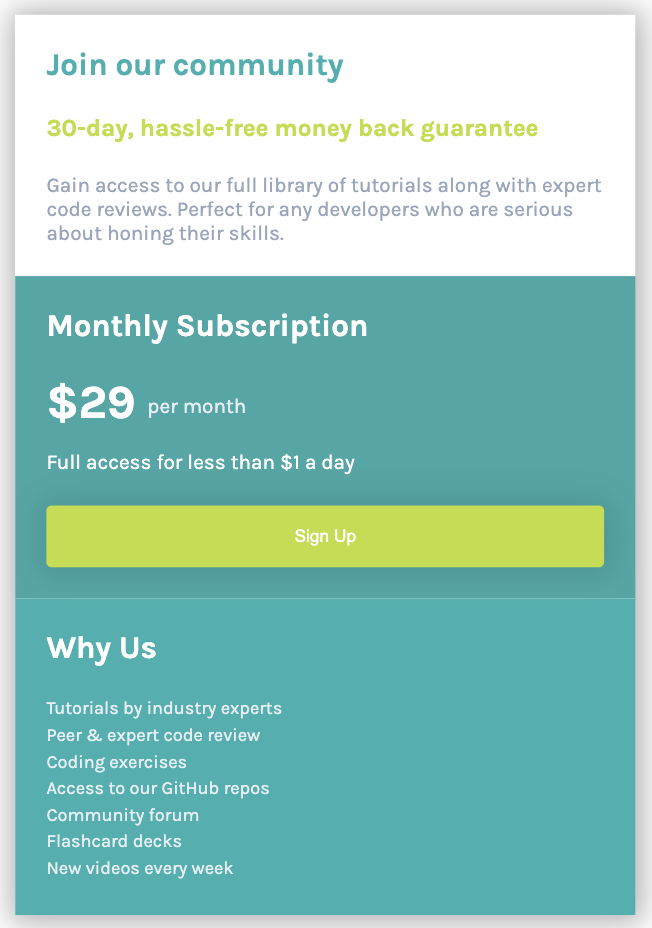 Join our community
30-day, hassle-free money back guarantee
Gain access to our full library of tutorials along with expert
code reviews. Perfect for any developers who are serious
about honing their skills.
Monthly Subscription
$29 per month
Full access for less than $1 a day
Sign Up
Why Us
Tutorials by industry experts
Peer & expert code review
Coding exercises
Access to our GitHub repos
Community forum
Flashcard decks
New videos every week